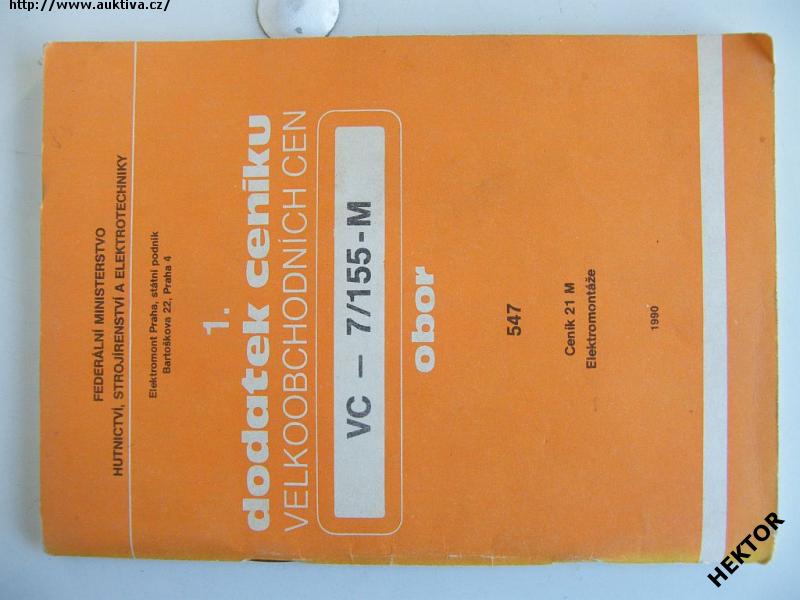 http://www.auktiva.cz/
FEDERÁLNÍ MINISTERSTVO
HUTNICTVÍ, STROJÍRENSTVÍ A ELEKTROTECHNIKY
Elektromont Praha, státní podnik
Bartoškova 22, Praha 4
1.
dodatek ceníku
VELKOOBCHODNÍCH CEN
VC – 7/155-M
obor
547
Ceník 21 M
Elektromontáže
1990
HEKTOR